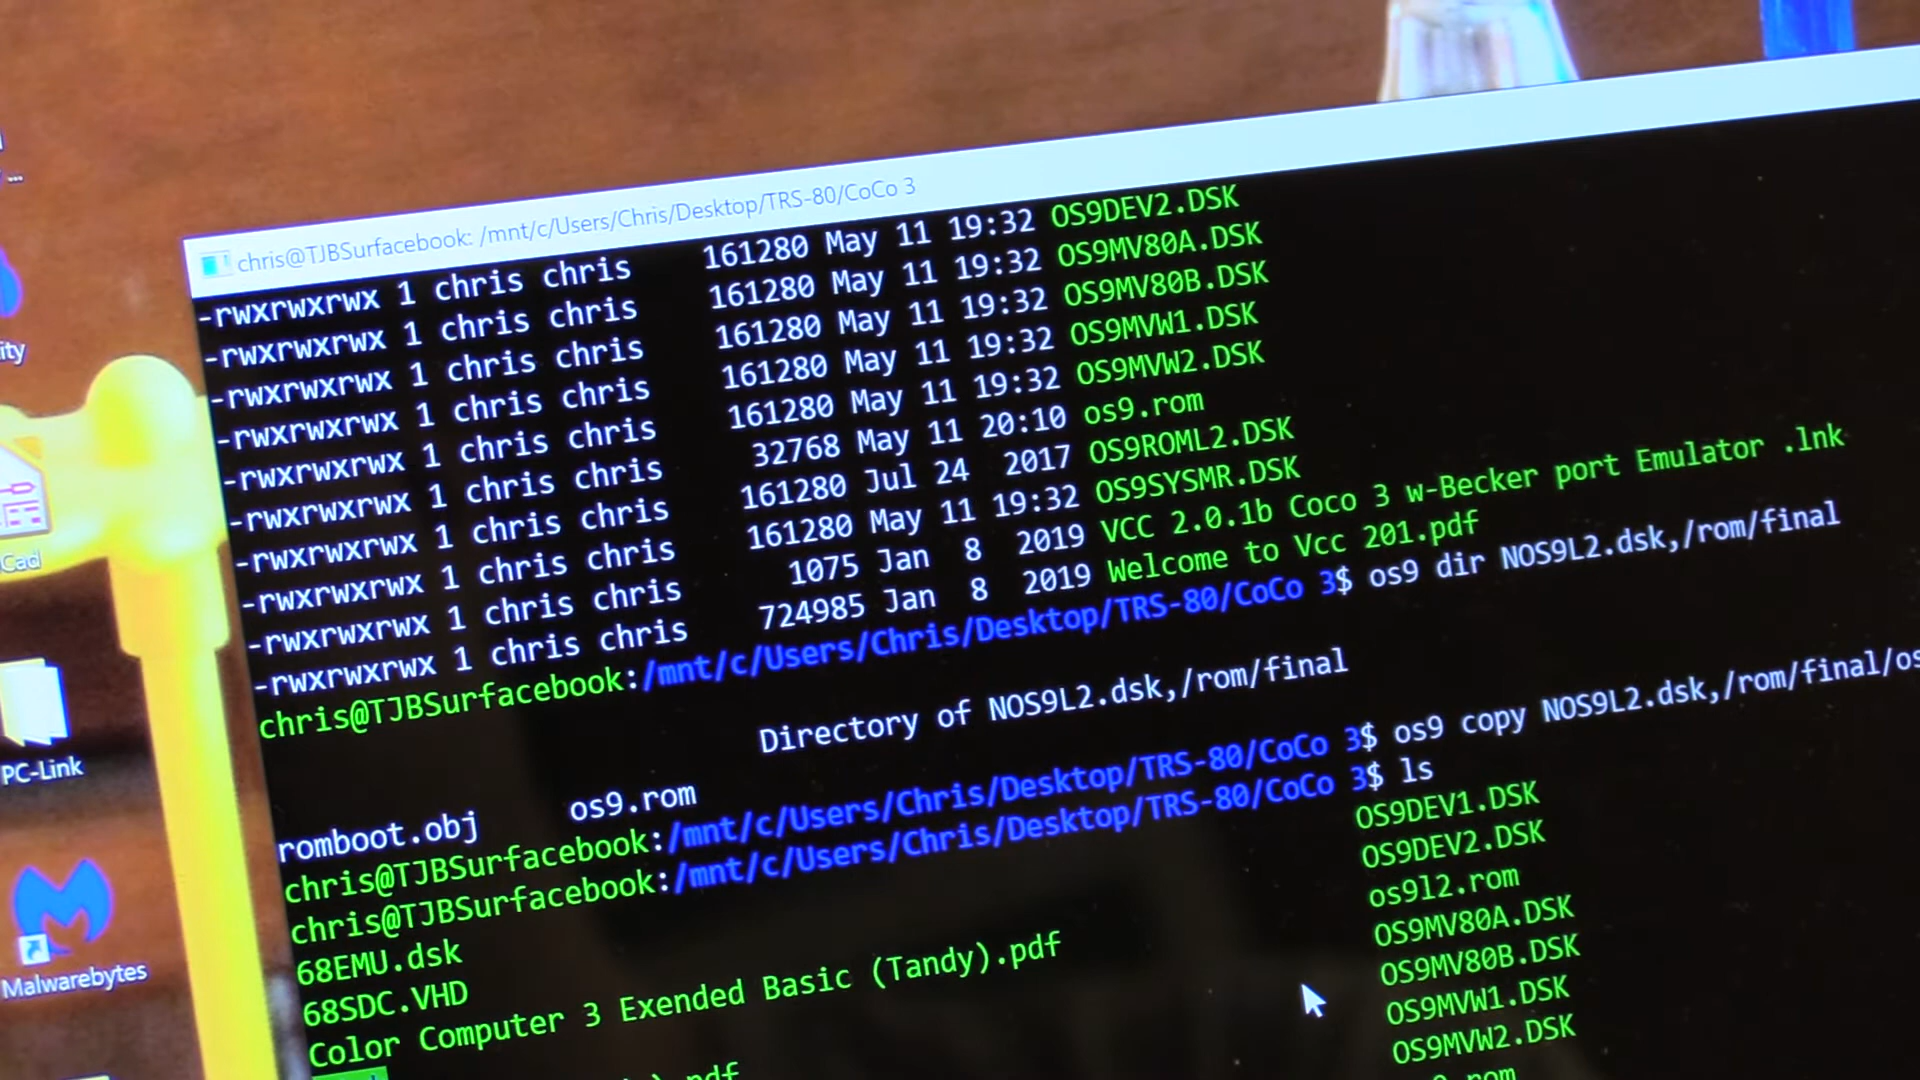 chris@TJBSurfacebook: /mnt/c/Users/Chris/Desktop/TRS-80/CoCo 3
-rwxrwxrwx 1 chris chris 161280 May 11 19:32 OS9DEV2.DSK
-rwxrwxrwx 1 chris chris 161280 May 11 19:32 OS9MV80A.DSK
-rwxrwxrwx 1 chris chris 161280 May 11 19:32 OS9MV80B.DSK
-rwxrwxrwx 1 chris chris 161280 May 11 19:32 OS9MVW1.DSK
-rwxrwxrwx 1 chris chris 161280 May 11 19:32 OS9MVW2.DSK
-rwxrwxrwx 1 chris chris 32768 May 11 20:10 os9.rom
-rwxrwxrwx 1 chris chris 161280 Jul 24 2017 OS9ROML2.DSK
-rwxrwxrwx 1 chris chris 161280 May 11 19:32 OS9SYSMR.DSK
-rwxrwxrwx 1 chris chris 1075 Jan 8 2019 VCC 2.0.1b Coco 3 w-Becker port Emulator .lnk
-rwxrwxrwx 1 chris chris 724985 Jan 8 2019 Welcome to Vcc 201.pdf
chris@TJBSurfacebook:/mnt/c/Users/Chris/Desktop/TRS-80/CoCo 3$ os9 dir NOS9L2.dsk,/rom/final
Directory of NOS9L2.dsk,/rom/final
romboot.obj os9.rom
chris@TJBSurfacebook:/mnt/c/Users/Chris/Desktop/TRS-80/CoCo 3$ os9 copy NOS9L2.dsk,/rom/final/os
chris@TJBSurfacebook:/mnt/c/Users/Chris/Desktop/TRS-80/CoCo 3$ ls
68EMU.dsk OS9DEV1.DSK
68SDC.VHD OS9DEV2.DSK
Color Computer 3 Exended Basic (Tandy).pdf os9l2.rom
OS9MV80A.DSK
OS9MV80B.DSK
OS9MVW1.DSK
OS9MVW2.DSK
.pdf
rom
ity
Cad
PC-Link
Malwarebytes